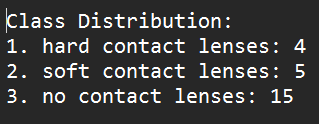 Class Distribution:
1. hard contact lenses: 4
2. soft contact lenses: 5
3. no contact lenses: 15